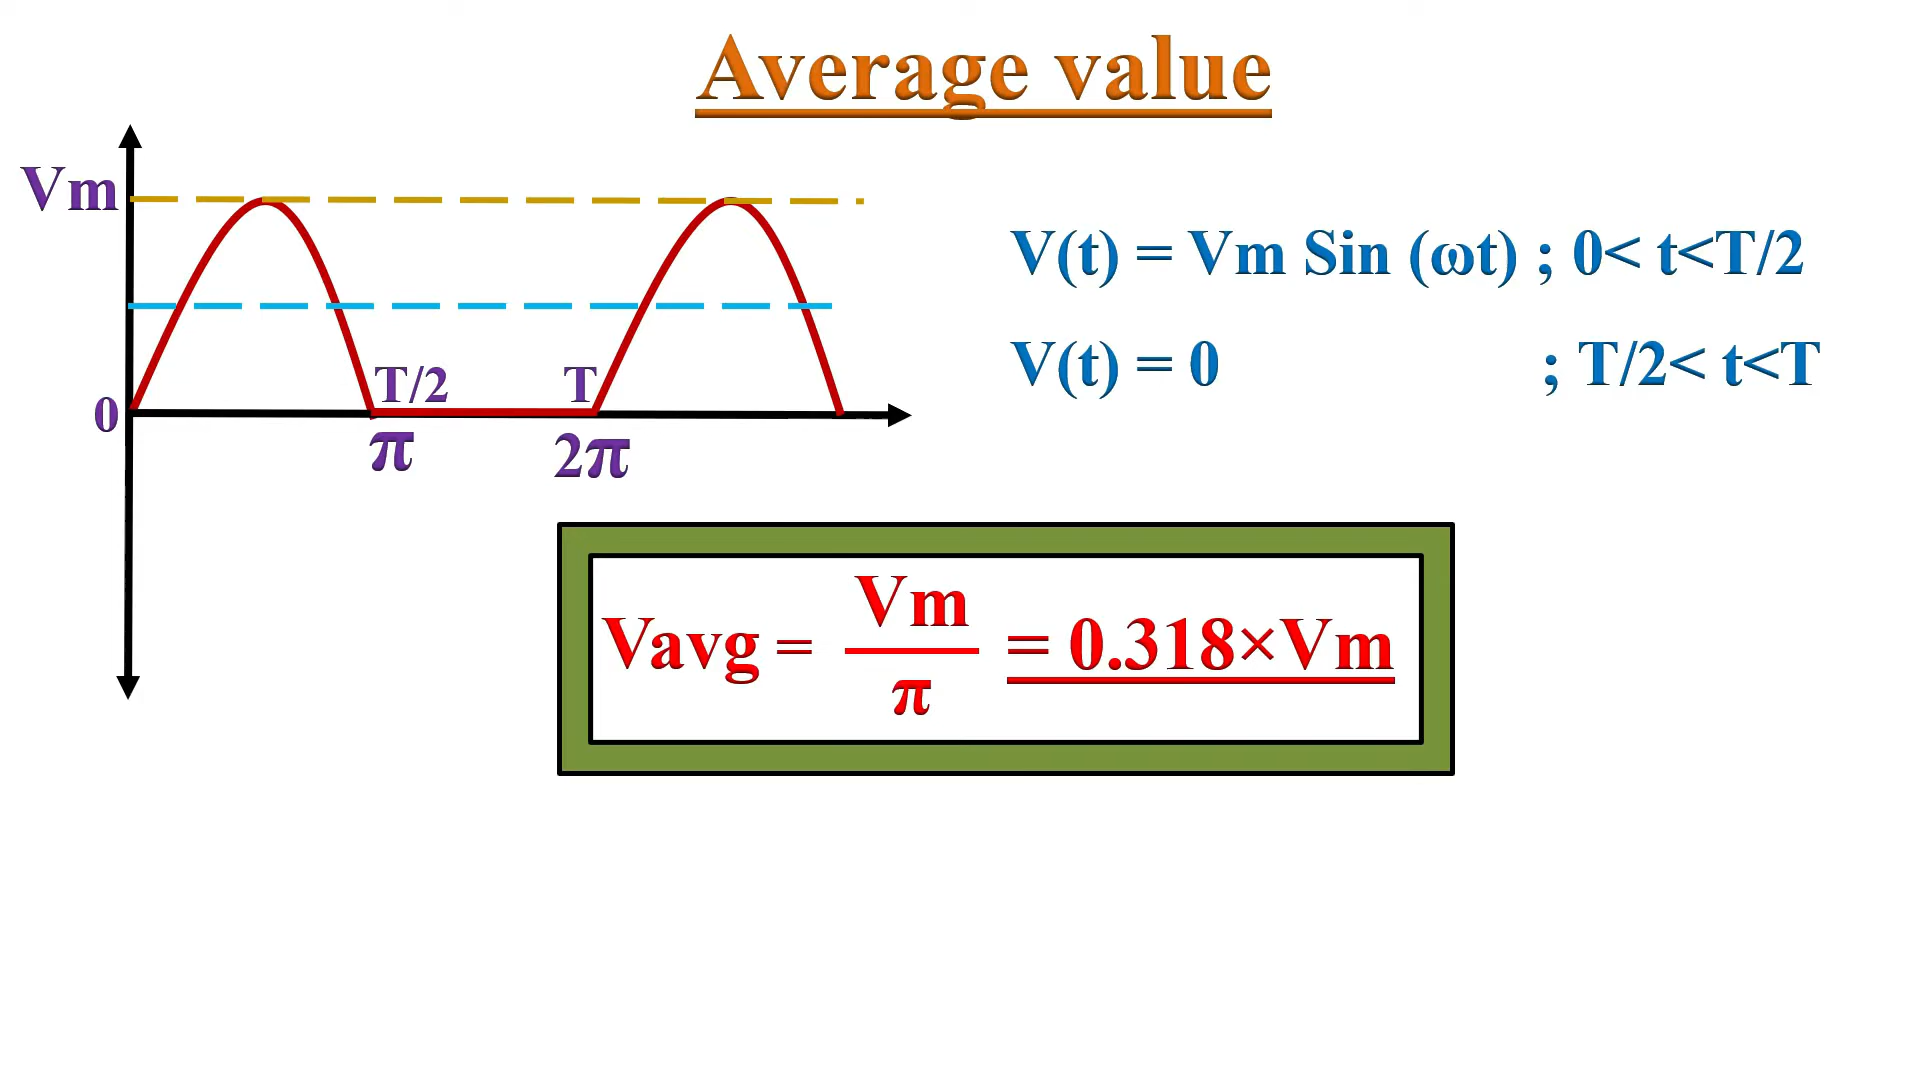 Average value
Vm
V(t) = Vm Sin (ωt) ; 0< t<T/2
V(t) = 0 ; T/2< t<T
T/2 T
0
π 2π
Vavg = Vm/π = 0.318×Vm